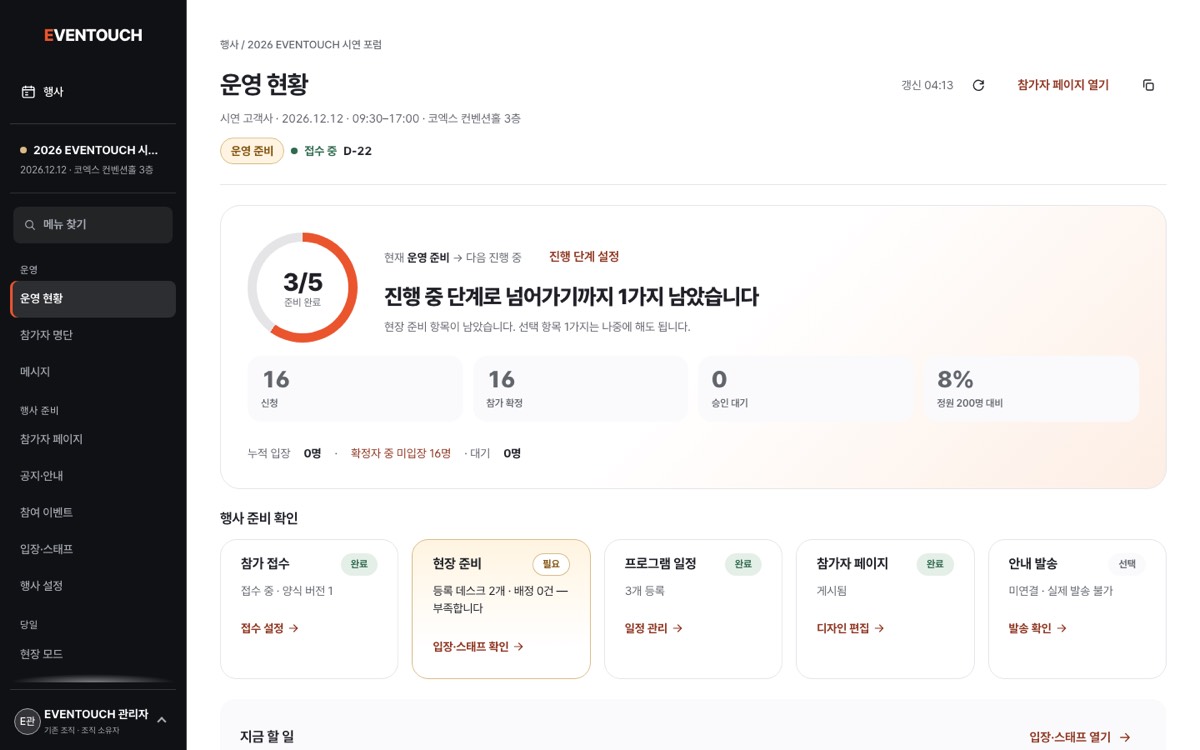 EVENTOUCH
행사
2026 EVENTOUCH 시...
2026.12.12 · 코엑스 컨벤션홀 3층
메뉴 찾기
운영
운영 현황
참가자 명단
메시지
행사 준비
참가자 페이지
공지·안내
참여 이벤트
입장·스태프
행사 설정
당일
현장 모드
E관
EVENTOUCH 관리자
기존 조직 · 조직 소유자
행사 / 2026 EVENTOUCH 시연 포럼
운영 현황
갱신 04:13
참가자 페이지 열기
시연 고객사 · 2026.12.12 · 09:30–17:00 · 코엑스 컨벤션홀 3층
운영 준비 접수 중 D-22
3/5
준비 완료
현재 운영 준비 → 다음 진행 중 진행 단계 설정
진행 중 단계로 넘어가기까지 1가지 남았습니다
현장 준비 항목이 남았습니다. 선택 항목 1가지는 나중에 해도 됩니다.
16
신청
16
참가 확정
0
승인 대기
8%
정원 200명 대비
누적 입장 0명 · 확정자 중 미입장 16명 · 대기 0명
행사 준비 확인
참가 접수 완료
접수 중 · 양식 버전 1
접수 설정 →
현장 준비 필요
등록 데스크 2개 · 배정 0건 —
부족합니다
입장·스태프 확인 →
프로그램 일정 완료
3개 등록
일정 관리 →
참가자 페이지 완료
게시됨
디자인 편집 →
안내 발송 선택
미연결 · 실제 발송 불가
발송 확인 →
지금 할 일
입장·스태프 열기 →